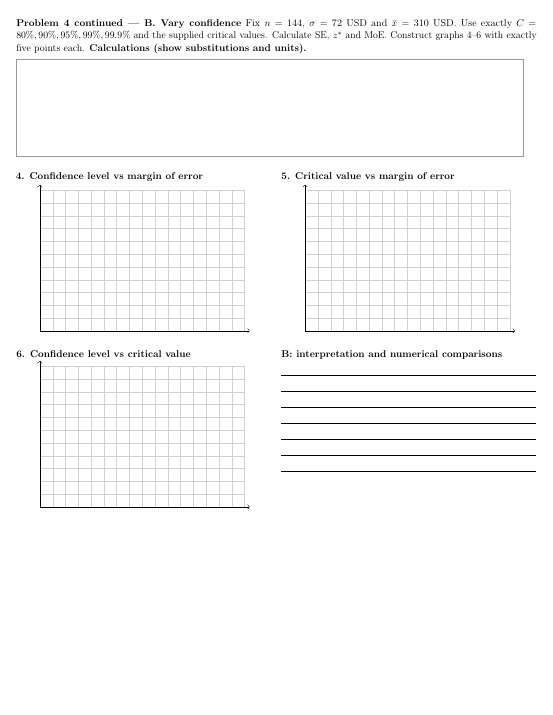 Problem 4 continued — B. Vary confidence Fix n = 144, σ = 72 USD and x̄ = 310 USD. Use exactly C =
80%, 90%, 95%, 99%, 99.9% and the supplied critical values. Calculate SE, z* and MoE. Construct graphs 4–6 with exactly
five points each. Calculations (show substitutions and units).
4. Confidence level vs margin of error
5. Critical value vs margin of error
6. Confidence level vs critical value
B: interpretation and numerical comparisons